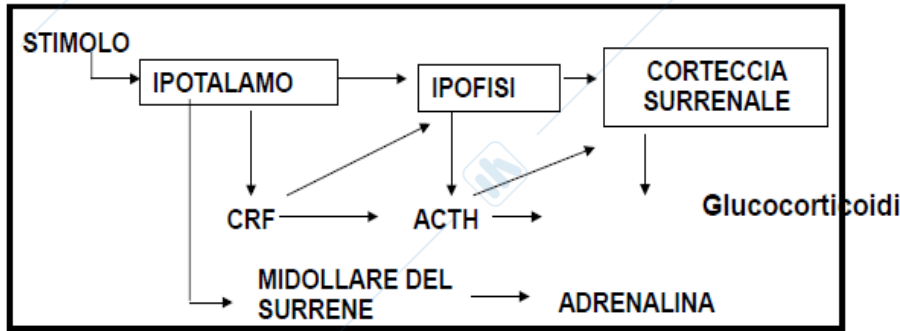 STIMOLO
IPOTALAMO
IPOFISI
CORTECCIA
SURRENALE
CRF
ACTH
Glucocorticoidi
MIDOLLARE DEL
SURRENE
ADRENALINA